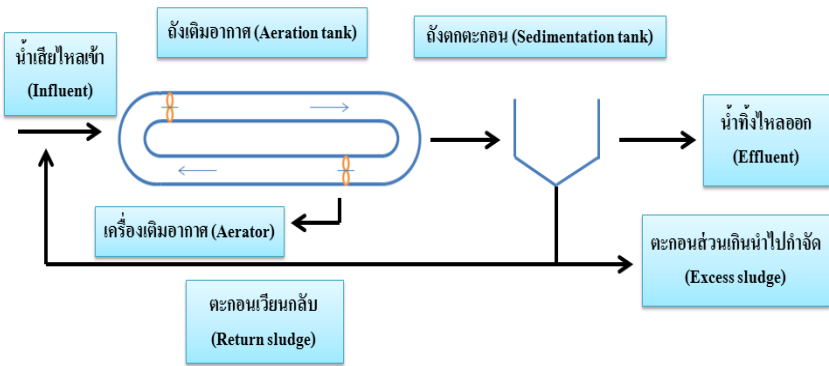 ถังเติมอากาศ (Aeration tank)
ถังตกตะกอน (Sedimentation tank)
น้ำเสียไหลเข้า
(Influent)
น้ำทิ้งไหลออก
(Effluent)
เครื่องเติมอากาศ (Aerator)
ตะกอนส่วนเกินนำไปกำจัด
(Excess sludge)
ตะกอนเวียนกลับ
(Return sludge)